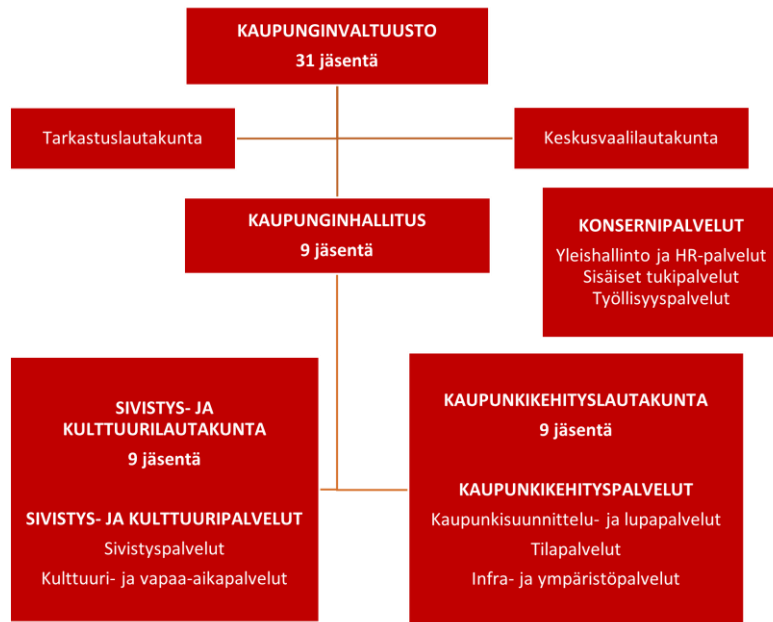 KAUPUNGINVALTUUSTO
31 jäsentä
Tarkastuslautakunta
Keskusvaalilautakunta
KAUPUNGINHALLITUS
9 jäsentä
KONSERNIPALVELUT
Yleishallinto ja HR-palvelut
Sisäiset tukipalvelut
Työllisyyspalvelut
SIVISTYS- JA
KULTTUURILAUTAKUNTA
9 jäsentä
SIVISTYS- JA KULTTUURIPALVELUT
Sivistyspalvelut
Kulttuuri- ja vapaa-aikapalvelut
KAUPUNKIKEHITYSLAUTAKUNTA
9 jäsentä
KAUPUNKIKEHITYSPALVELUT
Kaupunkisuunnittelu- ja lupapalvelut
Tilapalvelut
Infra- ja ympäristöpalvelut